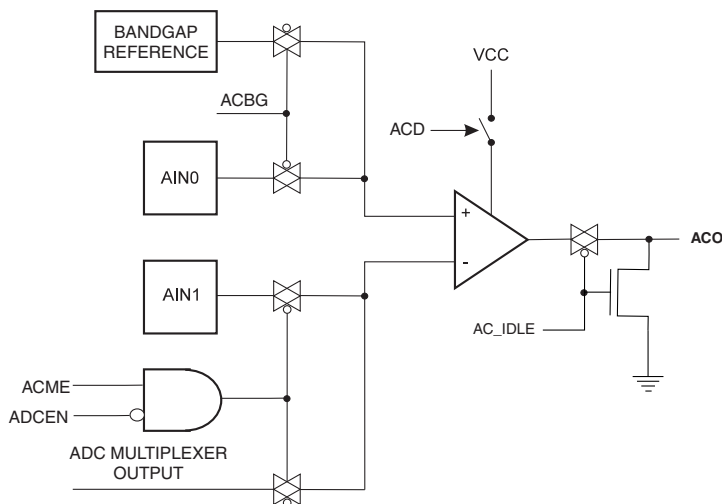 BANDGAP
REFERENCE
VCC
ACBG
ACD
AIN0
+
ACO
-
AIN1
AC_IDLE
ACME
ADCEN
ADC MULTIPLEXER
OUTPUT